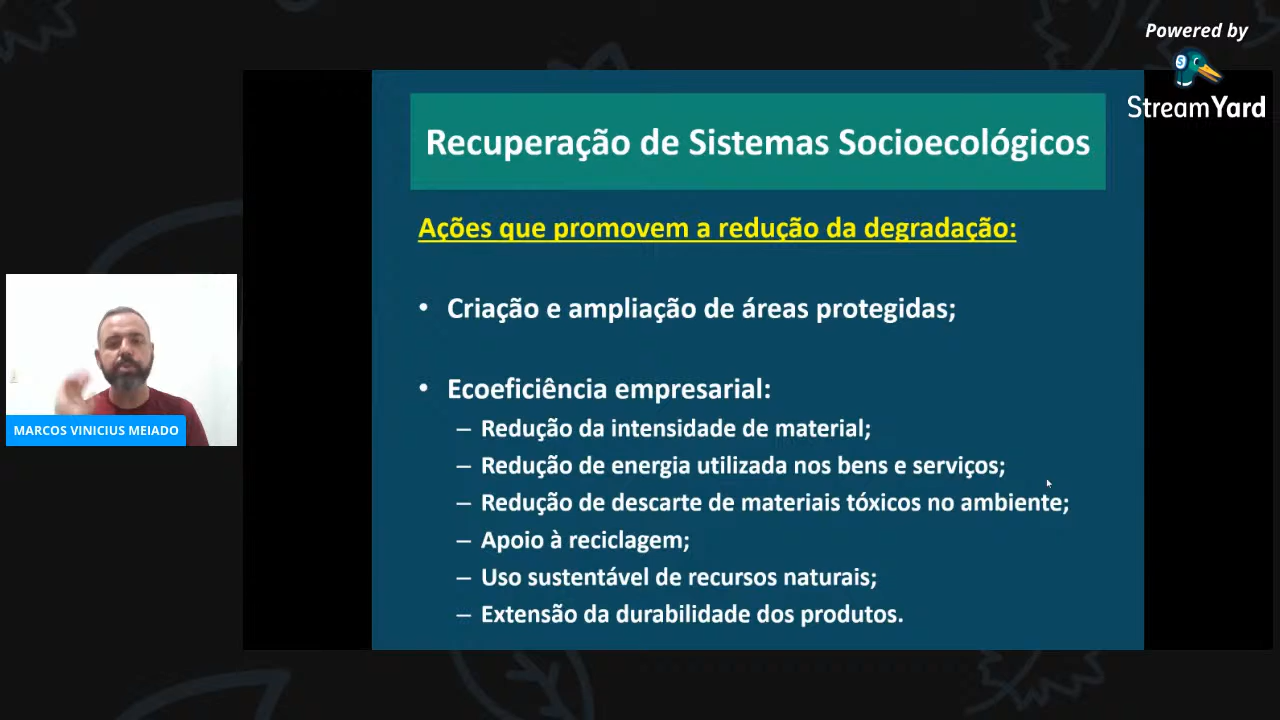 Powered by
StreamYard
Recuperação de Sistemas Socioecológicos
Ações que promovem a redução da degradação:
• Criação e ampliação de áreas protegidas;
• Ecoeficiência empresarial:
– Redução da intensidade de material;
– Redução de energia utilizada nos bens e serviços;
– Redução de descarte de materiais tóxicos no ambiente;
– Apoio à reciclagem;
– Uso sustentável de recursos naturais;
– Extensão da durabilidade dos produtos.
MARCOS VINICIUS MEIADO